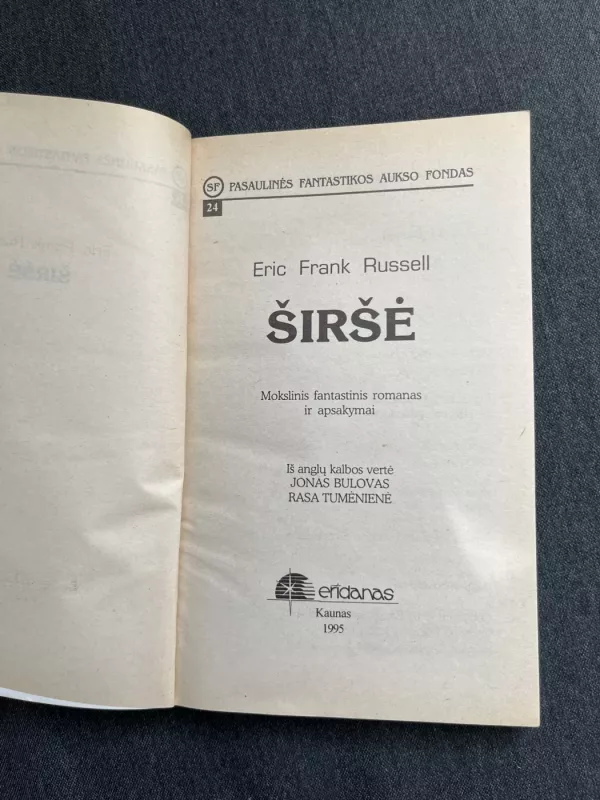 SF PASAULINĖS FANTASTIKOS AUKSO FONDAS
24
Eric Frank Russell
ŠIRŠĖ
Mokslinis fantastinis romanas
ir apsakymai
Iš anglų kalbos vertė
JONAS BULOVAS
RASA TUMĖNIENĖ
eridanas
Kaunas
1995